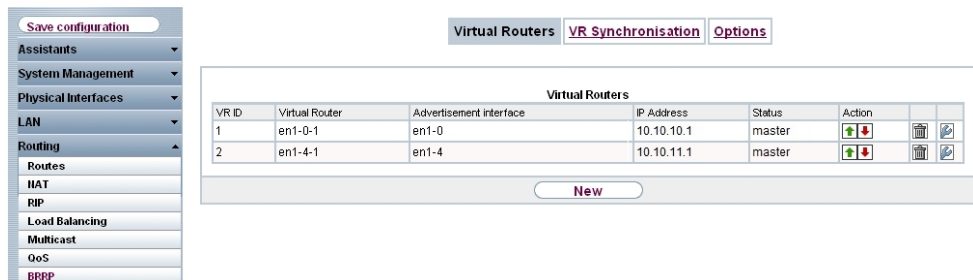 Save configuration
Assistants
System Management
Physical Interfaces
LAN
Routing
Routes
NAT
RIP
Load Balancing
Multicast
QoS
BRRP
Virtual Routers VR Synchronisation Options
Virtual Routers
VR ID Virtual Router Advertisement interface IP Address Status Action
1 en1-0-1 en1-0 10.10.10.1 master
2 en1-4-1 en1-4 10.10.11.1 master
New